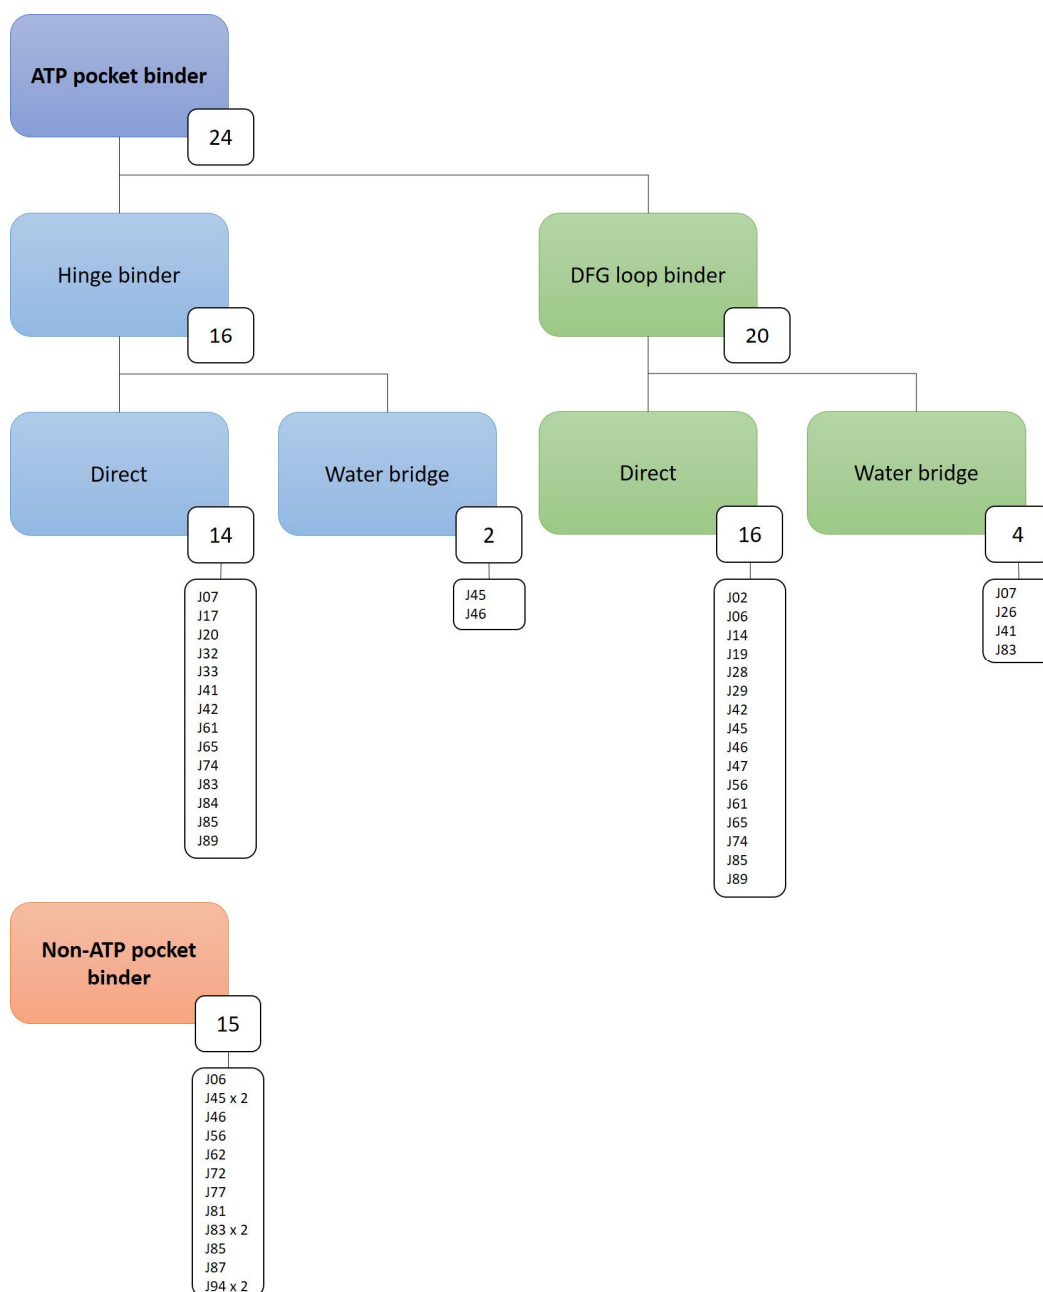 ATP pocket binder
24
Hinge binder
16
DFG loop binder
20
Direct
14
J07
J17
J20
J32
J33
J41
J42
J61
J65
J74
J83
J84
J85
J89
Water bridge
2
J45
J46
Direct
16
J02
J06
J14
J19
J28
J29
J42
J45
J46
J47
J56
J61
J65
J74
J85
J89
Water bridge
4
J07
J26
J41
J83
Non-ATP pocket
binder
15
J06
J45 x 2
J46
J56
J62
J72
J77
J81
J83 x 2
J85
J87
J94 x 2